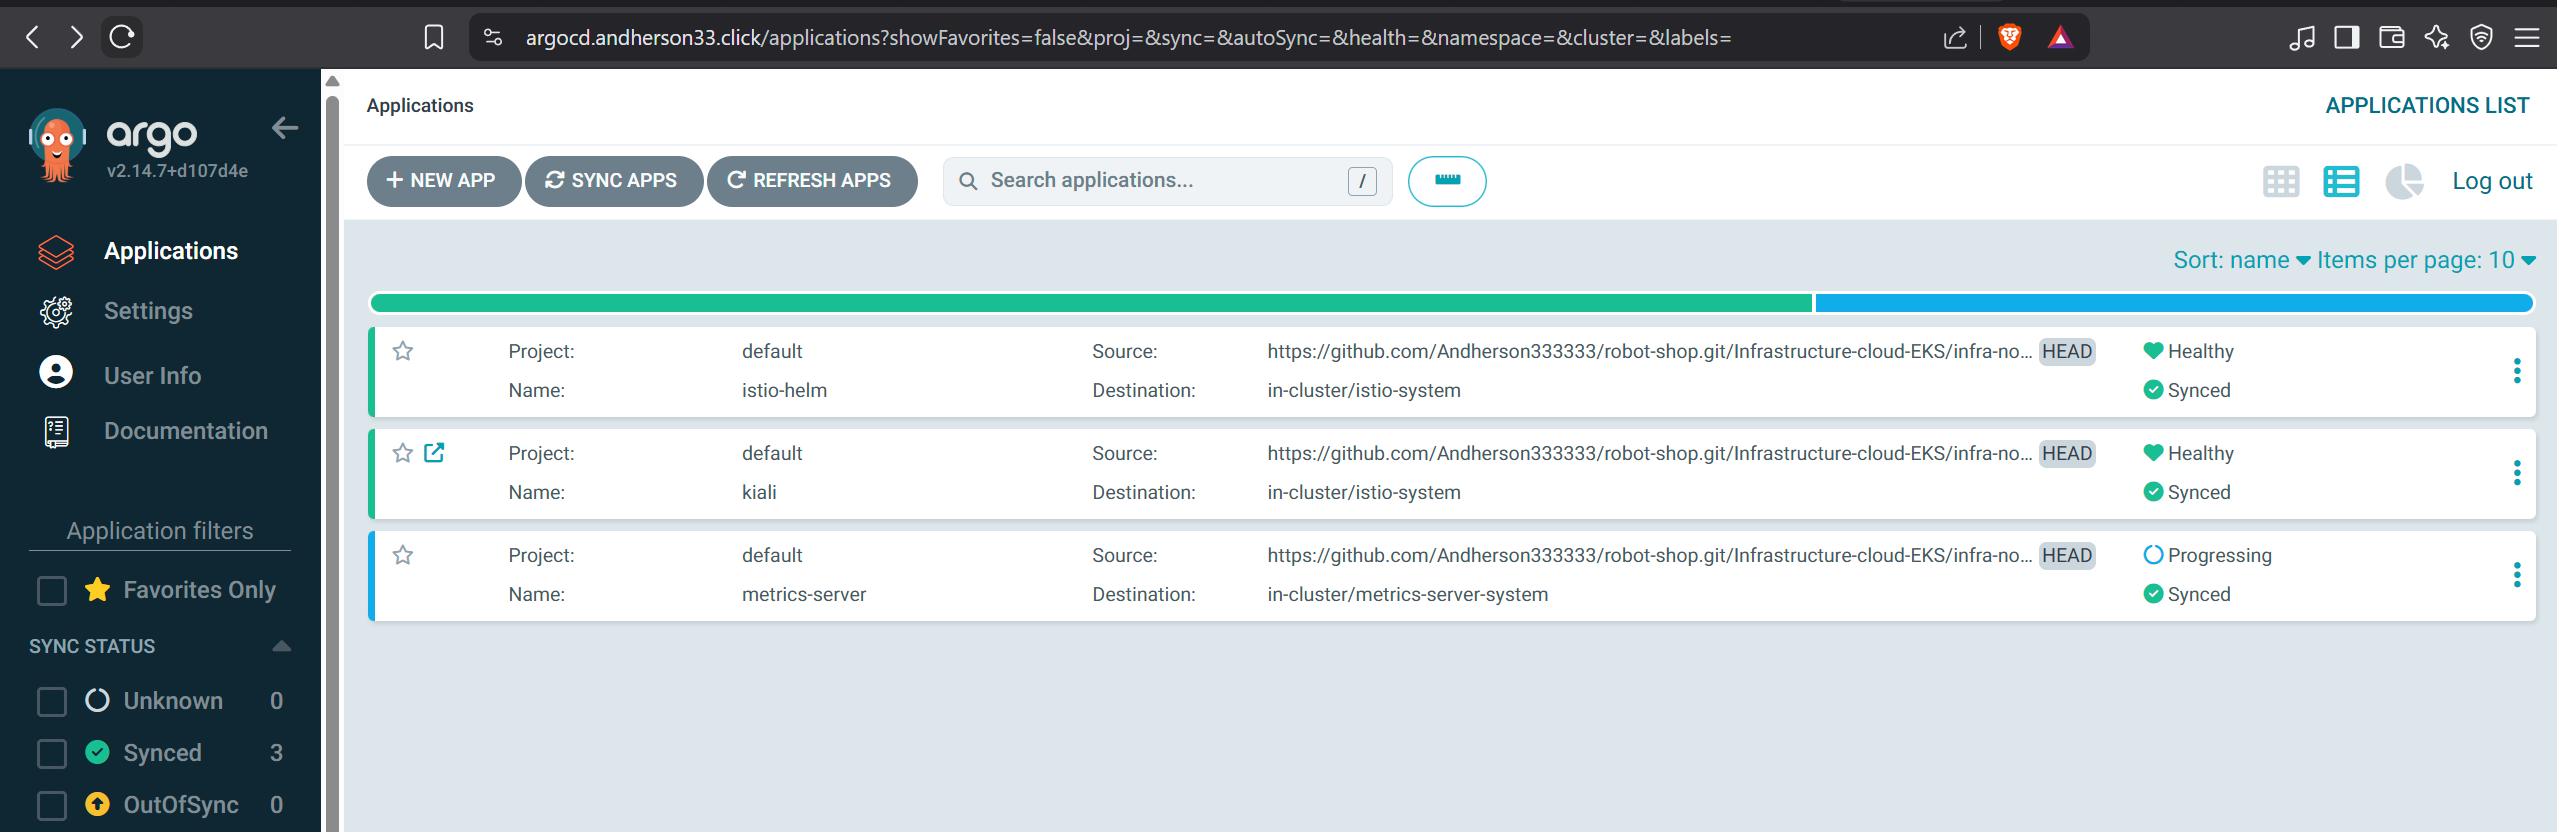 argocd.andherson33.click/applications?showFavorites=false&proj=&sync=&autoSync=&health=&namespace=&cluster=&labels=
argo
v2.14.7+d107d4e
Applications
Settings
User Info
Documentation
Application filters
Favorites Only
SYNC STATUS
Unknown 0
Synced 3
OutOfSync 0
Applications
APPLICATIONS LIST
+ NEW APP
SYNC APPS
REFRESH APPS
Search applications...
/
Log out
Sort: name Items per page: 10
Project: default Source: https://github.com/Andherson333333/robot-shop.git/Infrastructure-cloud-EKS/infra-no... HEAD Healthy
Name: istio-helm Destination: in-cluster/istio-system Synced
Project: default Source: https://github.com/Andherson333333/robot-shop.git/Infrastructure-cloud-EKS/infra-no... HEAD Healthy
Name: kiali Destination: in-cluster/istio-system Synced
Project: default Source: https://github.com/Andherson333333/robot-shop.git/Infrastructure-cloud-EKS/infra-no... HEAD Progressing
Name: metrics-server Destination: in-cluster/metrics-server-system Synced